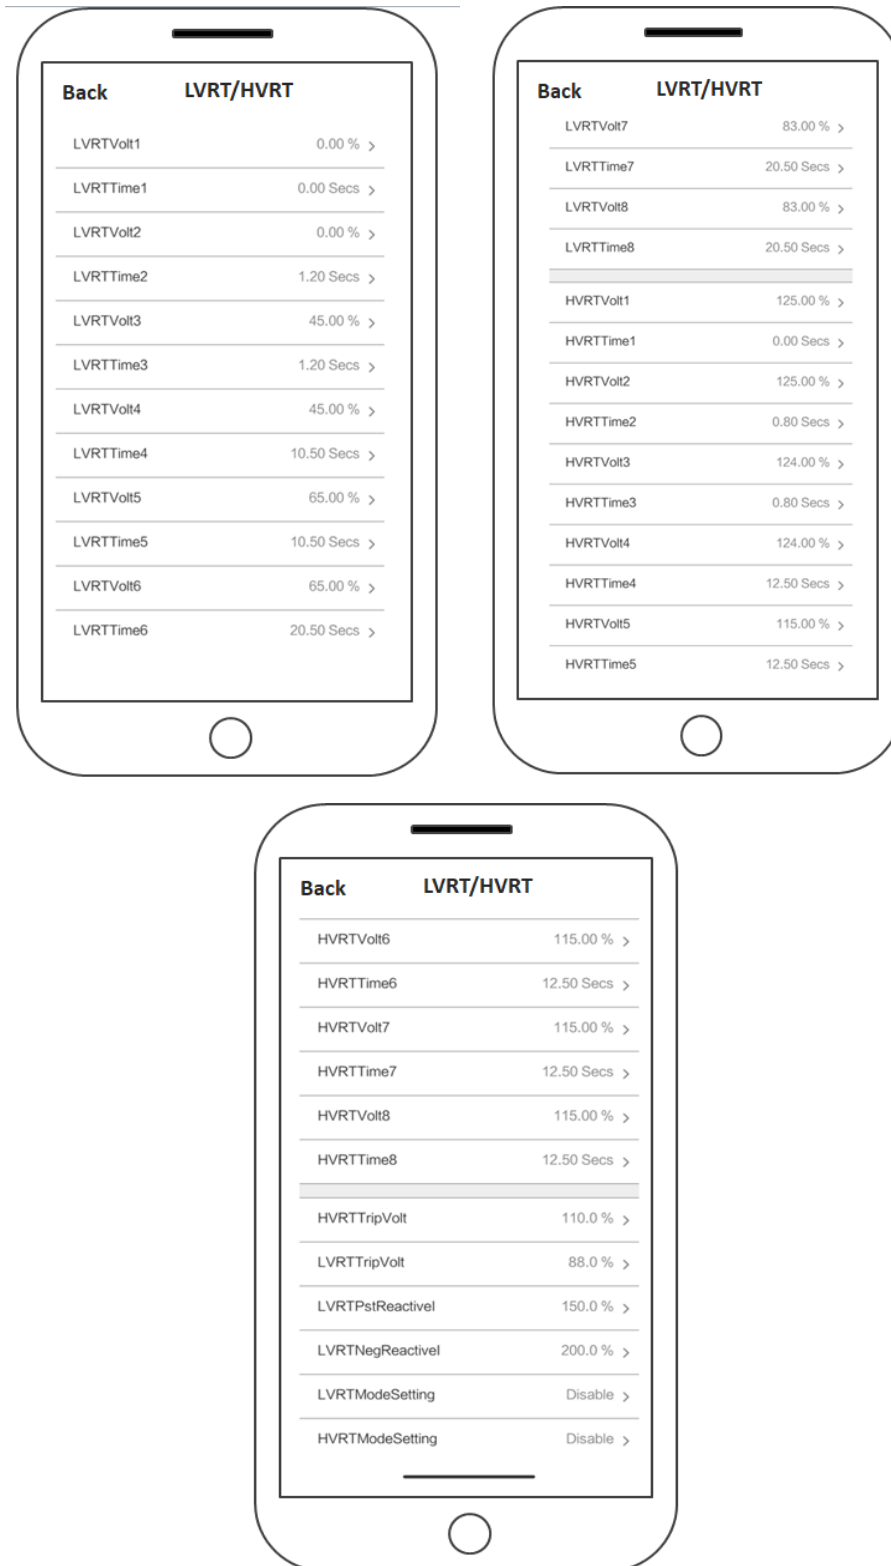 Back LVRT/HVRT
LVRTVolt1 0.00 %
LVRTTime1 0.00 Secs
LVRTVolt2 0.00 %
LVRTTime2 1.20 Secs
LVRTVolt3 45.00 %
LVRTTime3 1.20 Secs
LVRTVolt4 45.00 %
LVRTTime4 10.50 Secs
LVRTVolt5 65.00 %
LVRTTime5 10.50 Secs
LVRTVolt6 65.00 %
LVRTTime6 20.50 Secs
Back LVRT/HVRT
LVRTVolt7 83.00 %
LVRTTime7 20.50 Secs
LVRTVolt8 83.00 %
LVRTTime8 20.50 Secs
HVRTVolt1 125.00 %
HVRTTime1 0.00 Secs
HVRTVolt2 125.00 %
HVRTTime2 0.80 Secs
HVRTVolt3 124.00 %
HVRTTime3 0.80 Secs
HVRTVolt4 124.00 %
HVRTTime4 12.50 Secs
HVRTVolt5 115.00 %
HVRTTime5 12.50 Secs
Back LVRT/HVRT
HVRTVolt6 115.00 %
HVRTTime6 12.50 Secs
HVRTVolt7 115.00 %
HVRTTime7 12.50 Secs
HVRTVolt8 115.00 %
HVRTTime8 12.50 Secs
HVRTTripVolt 110.0 %
LVRTTripVolt 88.0 %
LVRTPstReactivel 150.0 %
LVRTNegReactivel 200.0 %
LVRTModeSetting Disable
HVRTModeSetting Disable